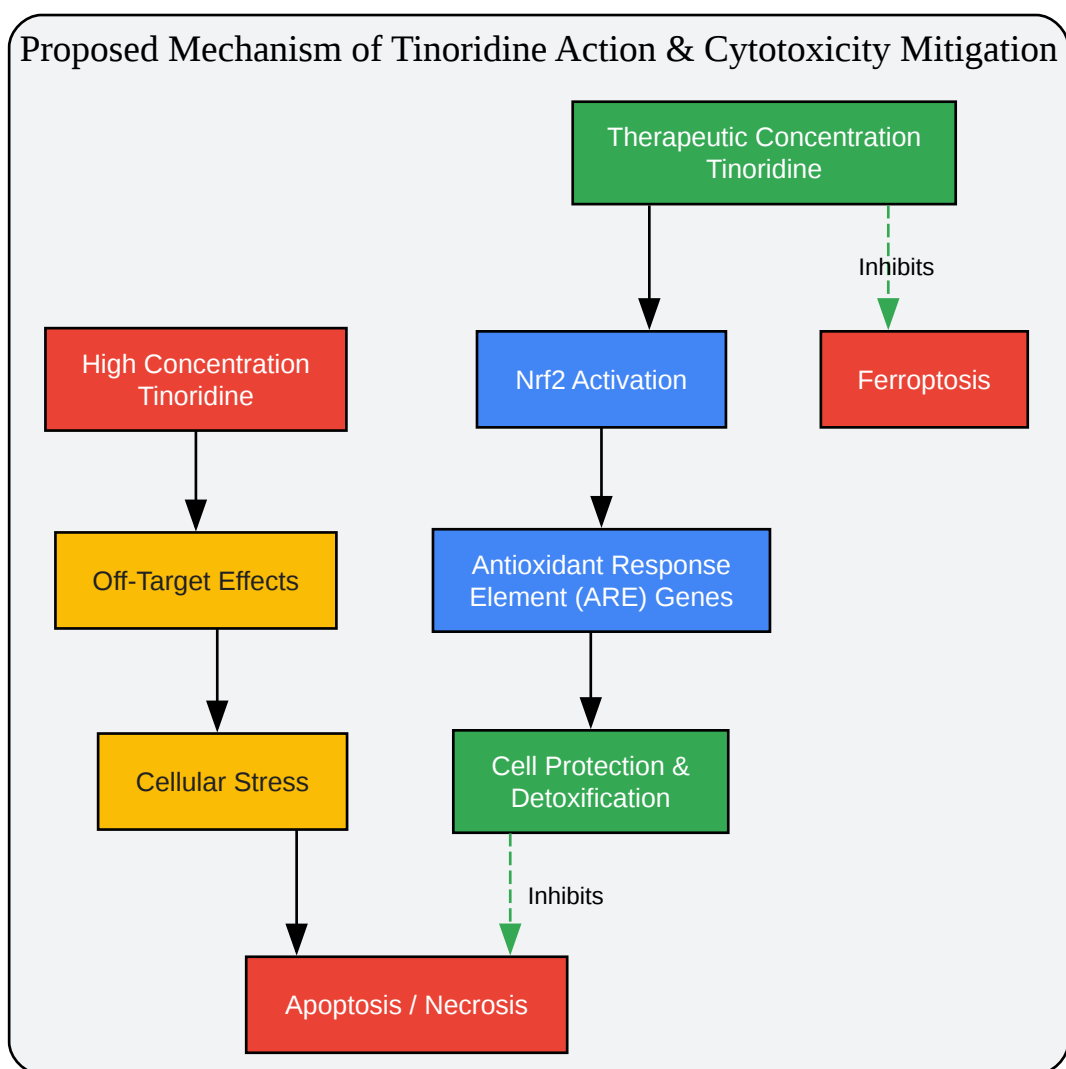 Proposed Mechanism of Tinoridine Action & Cytotoxicity Mitigation
Therapeutic Concentration
Tinoridine
Inhibits
High Concentration
Tinoridine
Nrf2 Activation
Ferroptosis
Off-Target Effects
Antioxidant Response
Element (ARE) Genes
Cellular Stress
Cell Protection &
Detoxification
Inhibits
Apoptosis / Necrosis